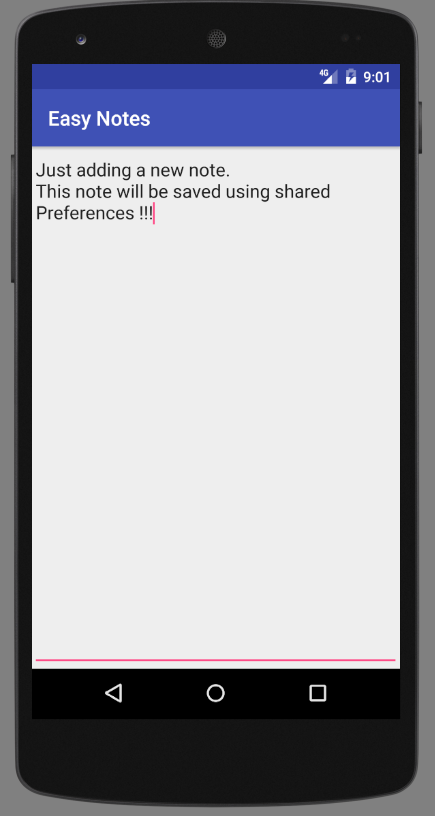 4G 9:01
Easy Notes
Just adding a new note.
This note will be saved using shared
Preferences !!!